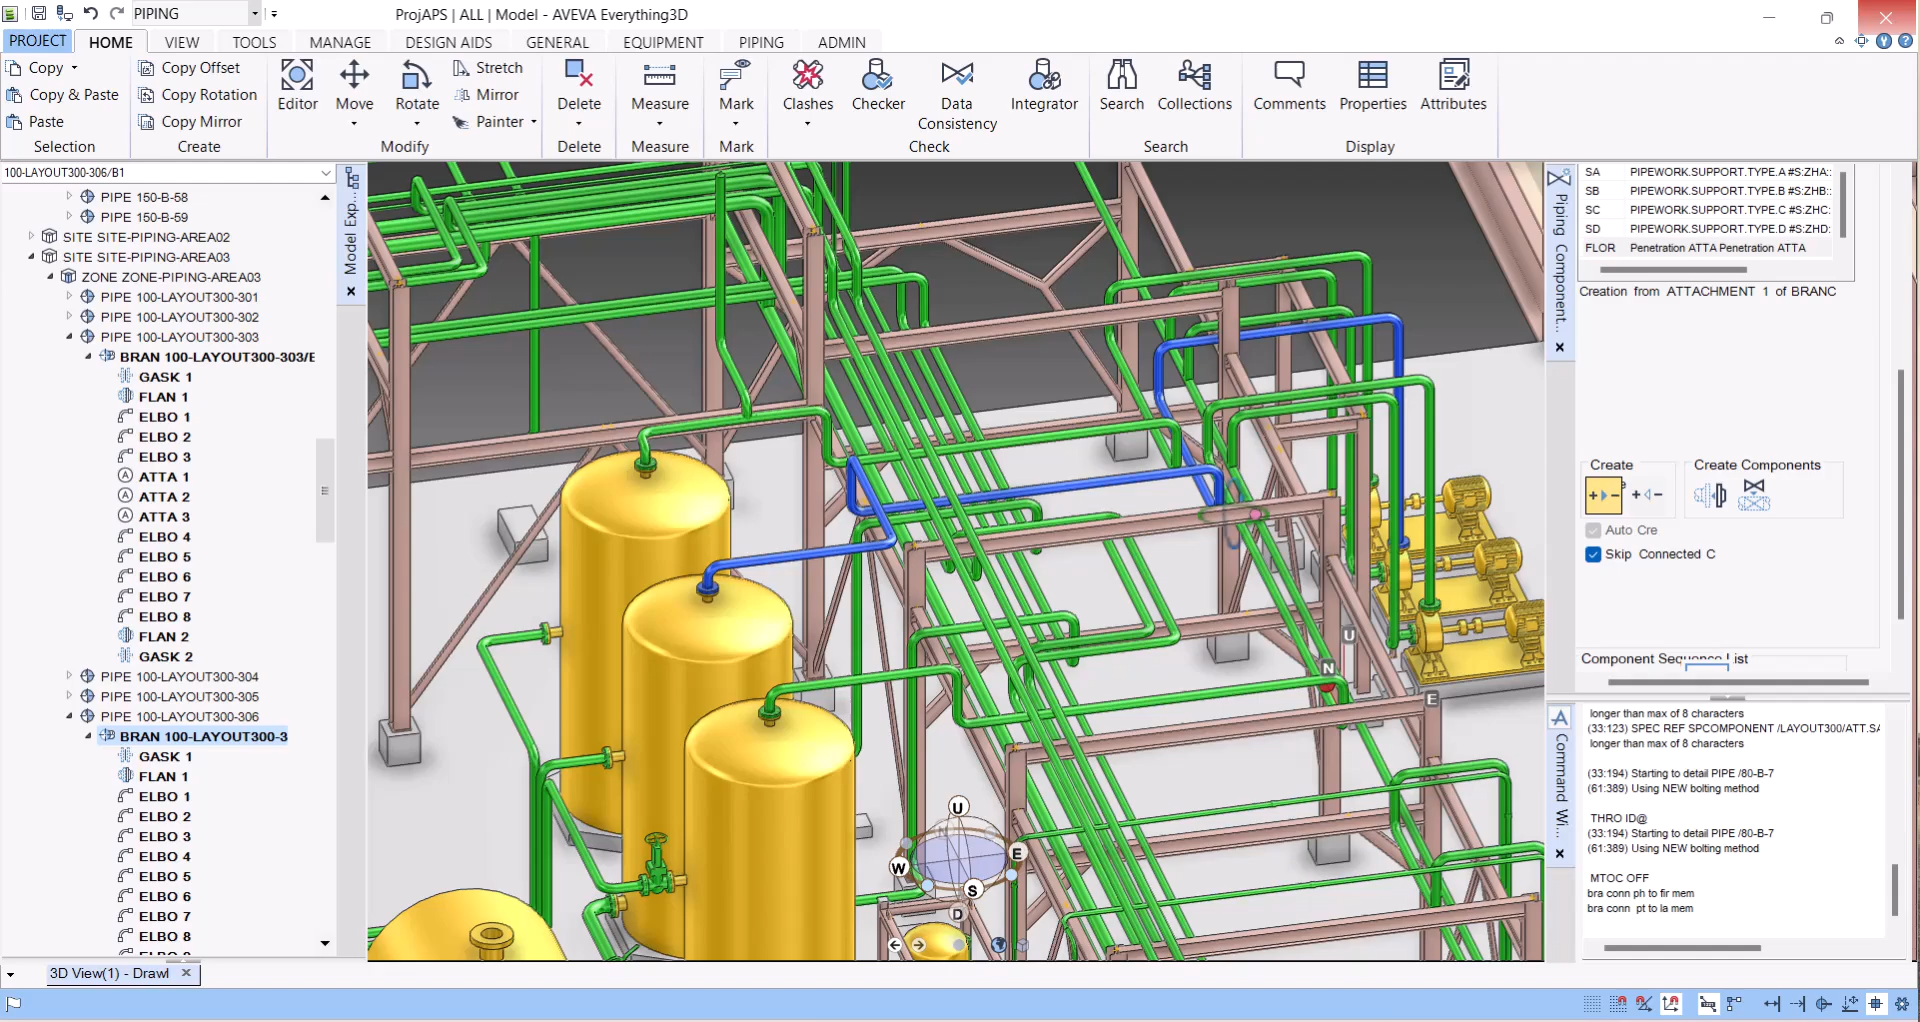 PIPING
ProjAPS | ALL | Model - AVEVA Everything3D
PROJECT
HOME
VIEW
TOOLS
MANAGE
DESIGN AIDS
GENERAL
EQUIPMENT
PIPING
ADMIN
Copy
Copy & Paste
Paste
Selection
Copy Offset
Copy Rotation
Copy Mirror
Create
Editor
Move
Rotate
Stretch
Mirror
Painter
Modify
Delete
Delete
Measure
Measure
Mark
Mark
Clashes
Checker
Data
Consistency
Integrator
Check
Search
Collections
Search
Comments
Properties
Attributes
Display
100-LAYOUT300-306/B1
PIPE 150-B-58
PIPE 150-B-59
SITE SITE-PIPING-AREA02
SITE SITE-PIPING-AREA03
ZONE ZONE-PIPING-AREA03
PIPE 100-LAYOUT300-301
PIPE 100-LAYOUT300-302
PIPE 100-LAYOUT300-303
BRAN 100-LAYOUT300-303/E
GASK 1
FLAN 1
ELBO 1
ELBO 2
ELBO 3
ATTA 1
ATTA 2
ATTA 3
ELBO 4
ELBO 5
ELBO 6
ELBO 7
ELBO 8
FLAN 2
GASK 2
PIPE 100-LAYOUT300-304
PIPE 100-LAYOUT300-305
PIPE 100-LAYOUT300-306
BRAN 100-LAYOUT300-3
GASK 1
FLAN 1
ELBO 1
ELBO 2
ELBO 3
ELBO 4
ELBO 5
ELBO 6
ELBO 7
ELBO 8
Model Exp...
U
N
E
U
E
W
S
D
Piping Component...
SA PIPEWORK.SUPPORT.TYPE.A #S:ZHA::
SB PIPEWORK.SUPPORT.TYPE.B #S:ZHB::
SC PIPEWORK.SUPPORT.TYPE.C #S:ZHC:
SD PIPEWORK.SUPPORT.TYPE.D #S:ZHD:
FLOR Penetration ATTA Penetration ATTA
Creation from ATTACHMENT 1 of BRANC
Create
Create Components
Auto Cre
Skip Connected C
Component Sequence List
Command Wi...
longer than max of 8 characters
(33:123) SPEC REF SPCOMPONENT /LAYOUT300/ATT.SA
longer than max of 8 characters
(33:194) Starting to detail PIPE /80-B-7
(61:389) Using NEW bolting method
THRO ID@
(33:194) Starting to detail PIPE /80-B-7
(61:389) Using NEW bolting method
MTOC OFF
bra conn ph to fir mem
bra conn pt to la mem
3D View(1) - Drawl